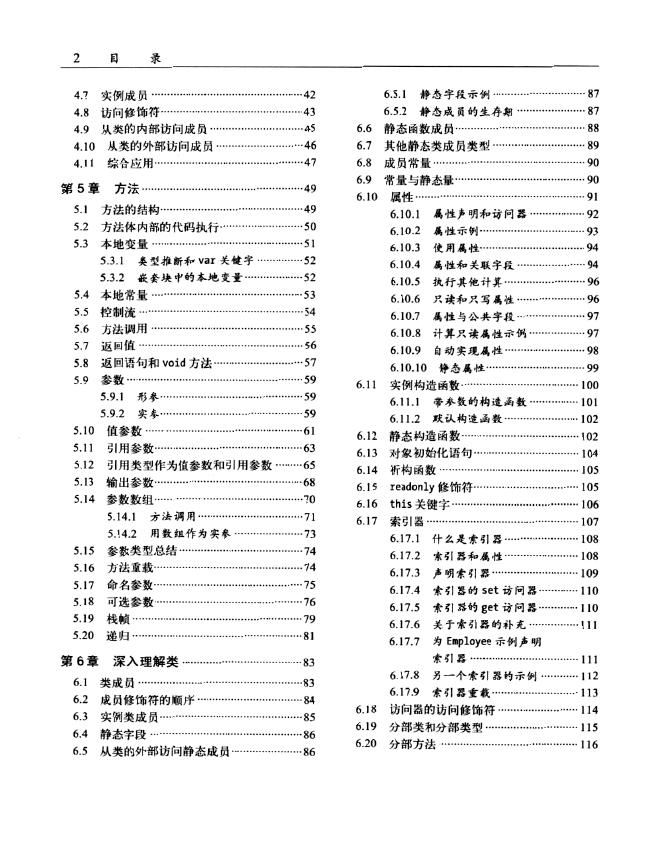 2 目 录
4.7 实例成员 42
4.8 访问修饰符 43
4.9 从类的内部访问成员 45
4.10 从类的外部访问成员 46
4.11 综合应用 47
第 5 章 方法 49
5.1 方法的结构 49
5.2 方法体内部的代码执行 50
5.3 本地变量 51
5.3.1 类型推断和 var 关键字 52
5.3.2 嵌套块中的本地变量 52
5.4 本地常量 53
5.5 控制流 54
5.6 方法调用 55
5.7 返回值 56
5.8 返回语句和 void 方法 57
5.9 参数 59
5.9.1 形参 59
5.9.2 实参 59
5.10 值参数 61
5.11 引用参数 63
5.12 引用类型作为值参数和引用参数 65
5.13 输出参数 68
5.14 参数数组 70
5.14.1 方法调用 71
5.14.2 用数组作为实参 73
5.15 参数类型总结 74
5.16 方法重载 74
5.17 命名参数 75
5.18 可选参数 76
5.19 栈帧 79
5.20 递归 81
第 6 章 深入理解类 83
6.1 类成员 83
6.2 成员修饰符的顺序 84
6.3 实例类成员 85
6.4 静态字段 86
6.5 从类的外部访问静态成员 86
6.5.1 静态字段示例 87
6.5.2 静态成员的生存期 87
6.6 静态函数成员 88
6.7 其他静态类成员类型 89
6.8 成员常量 90
6.9 常量与静态量 90
6.10 属性 91
6.10.1 属性声明和访问器 92
6.10.2 属性示例 93
6.10.3 使用属性 94
6.10.4 属性和关联字段 94
6.10.5 执行其他计算 96
6.10.6 只读和只写属性 96
6.10.7 属性与公共字段 97
6.10.8 计算只读属性示例 97
6.10.9 自动实现属性 98
6.10.10 静态属性 99
6.11 实例构造函数 100
6.11.1 带参数的构造函数 101
6.11.2 默认构造函数 102
6.12 静态构造函数 102
6.13 对象初始化语句 104
6.14 析构函数 105
6.15 readonly 修饰符 105
6.16 this 关键字 106
6.17 索引器 107
6.17.1 什么是索引器 108
6.17.2 索引器和属性 108
6.17.3 声明索引器 109
6.17.4 索引器的 set 访问器 110
6.17.5 索引器的 get 访问器 110
6.17.6 关于索引器的补充 111
6.17.7 为 Employee 示例声明
索引器 111
6.17.8 另一个索引器的示例 112
6.17.9 索引器重载 113
6.18 访问器的访问修饰符 114
6.19 分部类和分部类型 115
6.20 分部方法 116